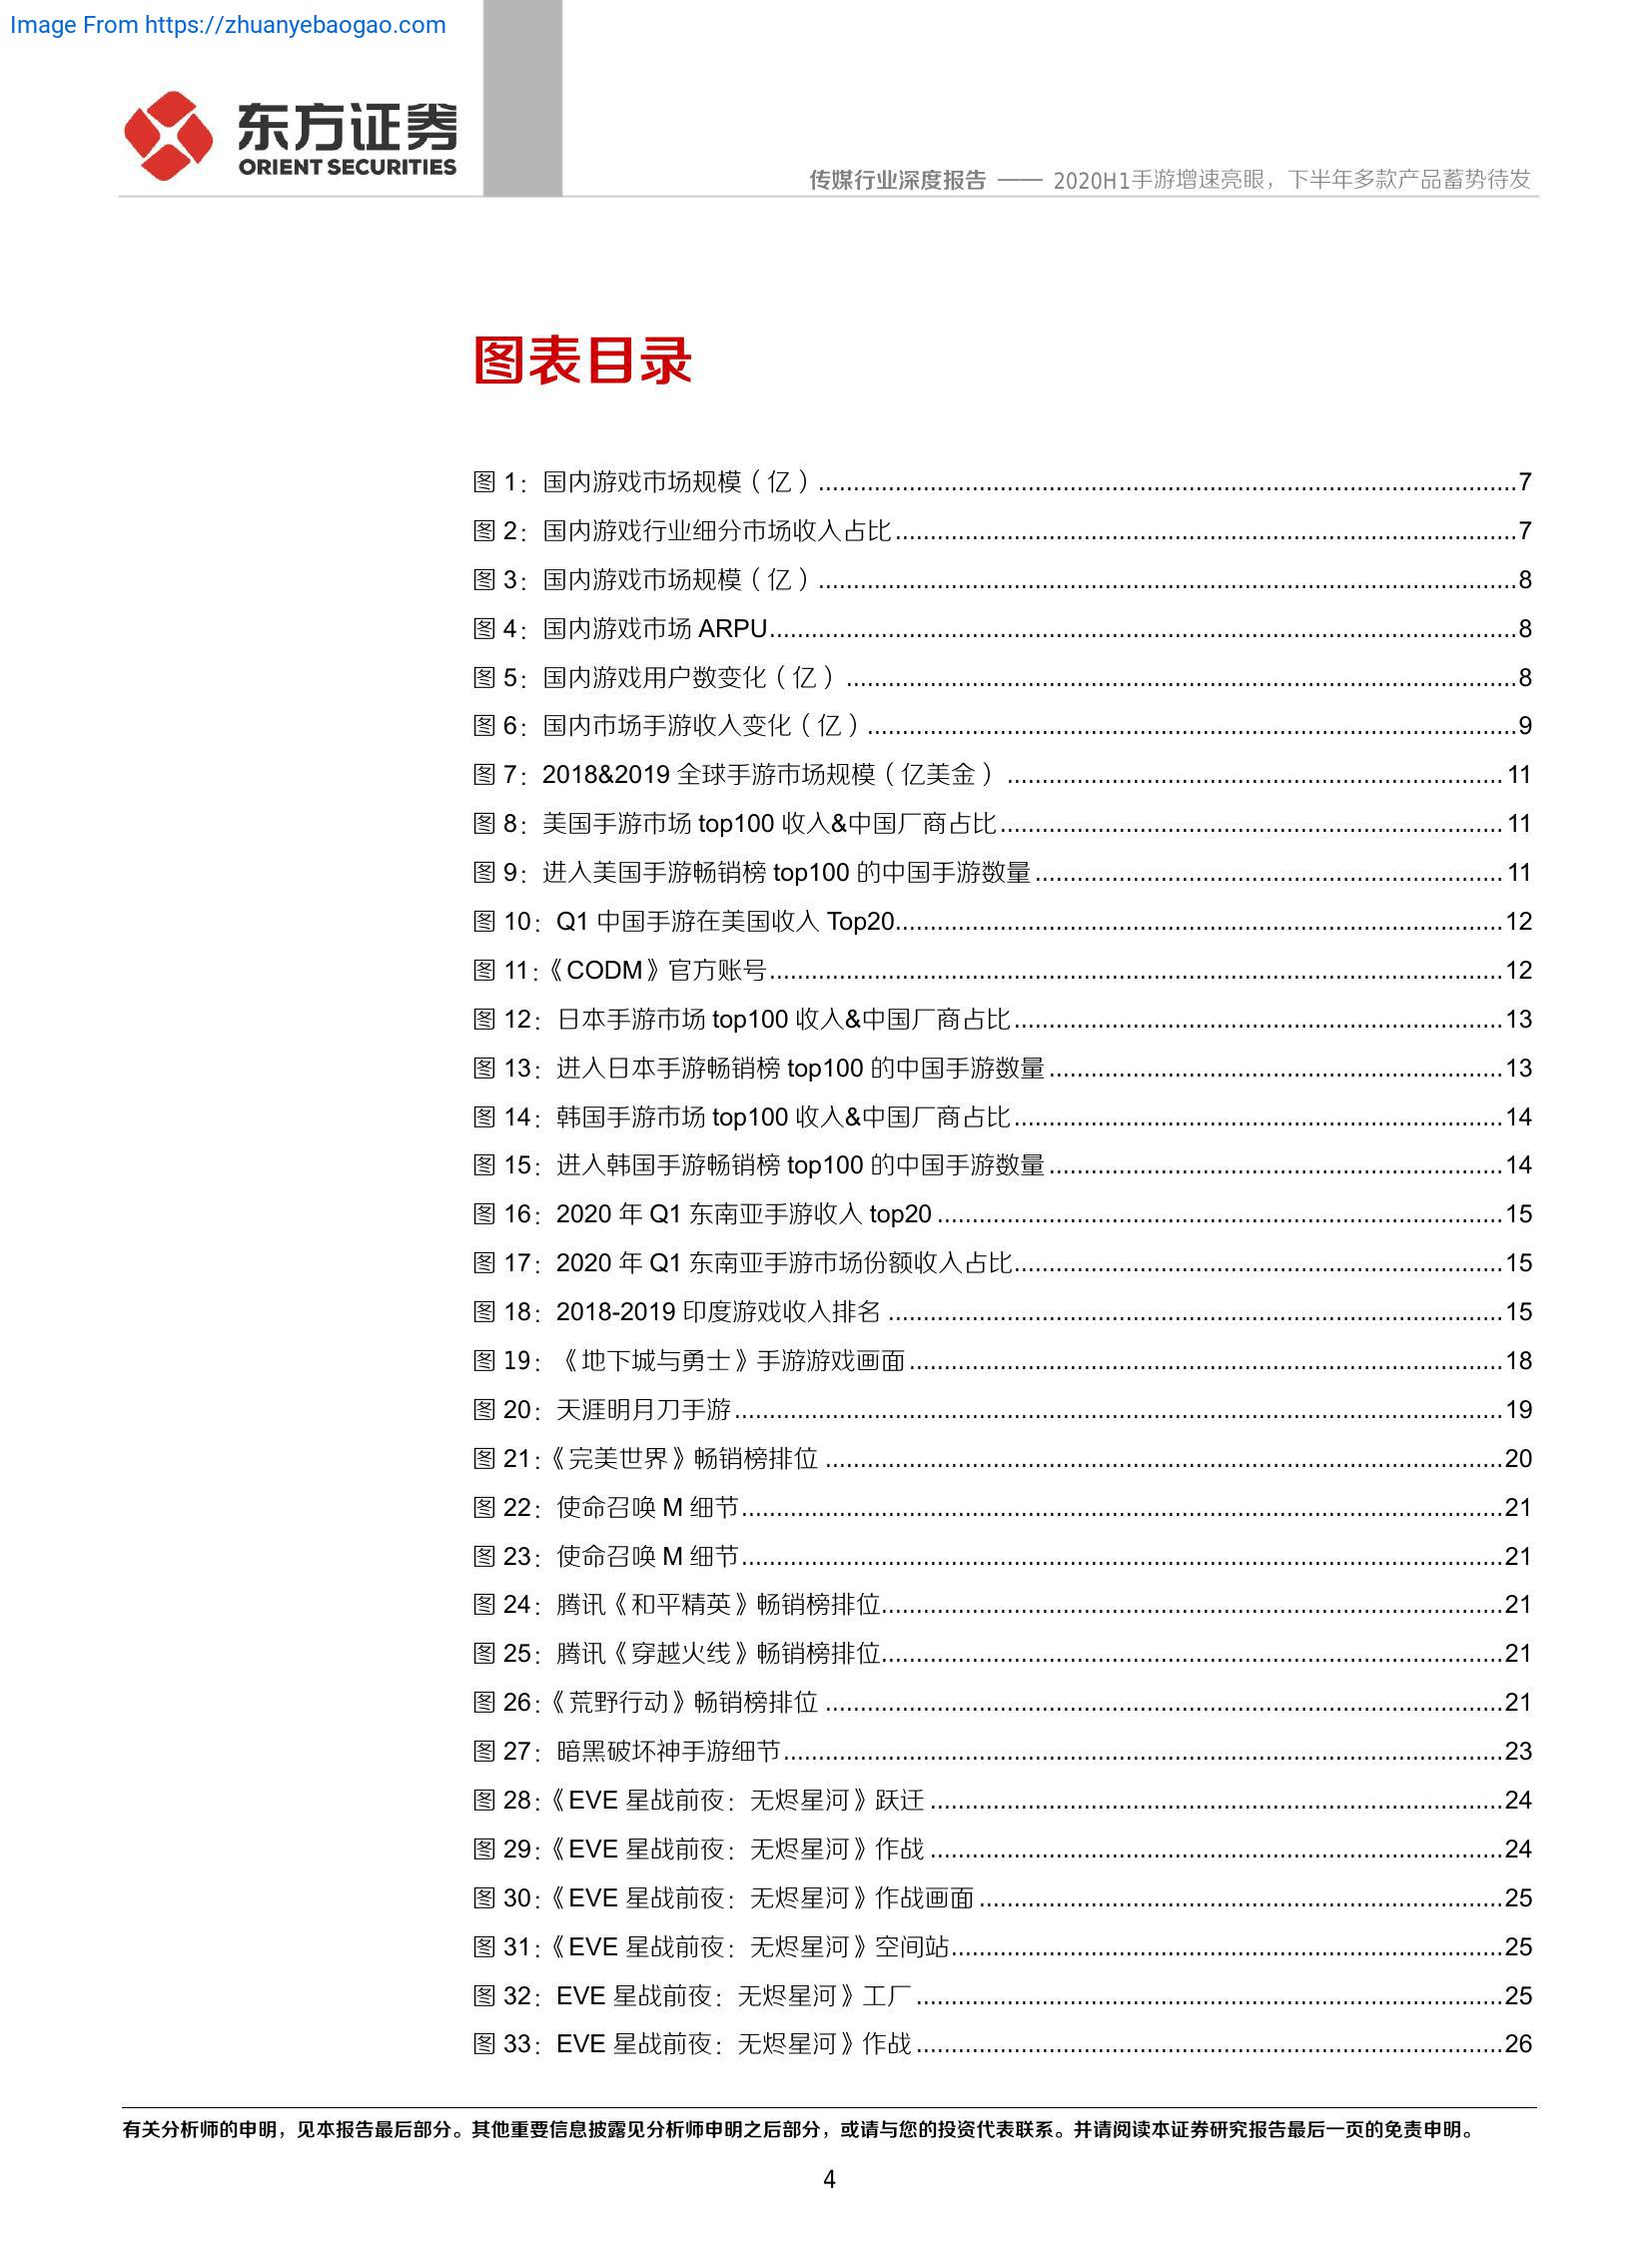 Image From https://zhuanyebaogao.com
东方证券
ORIENT SECURITIES
传媒行业深度报告 —— 2020H1手游增速亮眼，下半年多款产品蓄势待发
图表目录
图 1：国内游戏市场规模（亿）....................7
图 2：国内游戏行业细分市场收入占比....................7
图 3：国内游戏市场规模（亿）....................8
图 4：国内游戏市场 ARPU....................8
图 5：国内游戏用户数变化（亿）....................8
图 6：国内市场手游收入变化（亿）....................9
图 7：2018&2019 全球手游市场规模（亿美金）....................11
图 8：美国手游市场 top100 收入&中国厂商占比....................11
图 9：进入美国手游畅销榜 top100 的中国手游数量....................11
图 10：Q1 中国手游在美国收入 Top20....................12
图 11：《CODM》官方账号....................12
图 12：日本手游市场 top100 收入&中国厂商占比....................13
图 13：进入日本手游畅销榜 top100 的中国手游数量....................13
图 14：韩国手游市场 top100 收入&中国厂商占比....................14
图 15：进入韩国手游畅销榜 top100 的中国手游数量....................14
图 16：2020 年 Q1 东南亚手游收入 top20....................15
图 17：2020 年 Q1 东南亚手游市场份额收入占比....................15
图 18：2018-2019 印度游戏收入排名....................15
图 19：《地下城与勇士》手游游戏画面....................18
图 20：天涯明月刀手游....................19
图 21：《完美世界》畅销榜排位....................20
图 22：使命召唤 M 细节....................21
图 23：使命召唤 M 细节....................21
图 24：腾讯《和平精英》畅销榜排位....................21
图 25：腾讯《穿越火线》畅销榜排位....................21
图 26：《荒野行动》畅销榜排位....................21
图 27：暗黑破坏神手游细节....................23
图 28：《EVE 星战前夜：无烬星河》跃迁....................24
图 29：《EVE 星战前夜：无烬星河》作战....................24
图 30：《EVE 星战前夜：无烬星河》作战画面....................25
图 31：《EVE 星战前夜：无烬星河》空间站....................25
图 32：EVE 星战前夜：无烬星河》工厂....................25
图 33：EVE 星战前夜：无烬星河》作战....................26
有关分析师的申明，见本报告最后部分。其他重要信息披露见分析师申明之后部分，或请与您的投资代表联系。并请阅读本证券研究报告最后一页的免责申明。
4